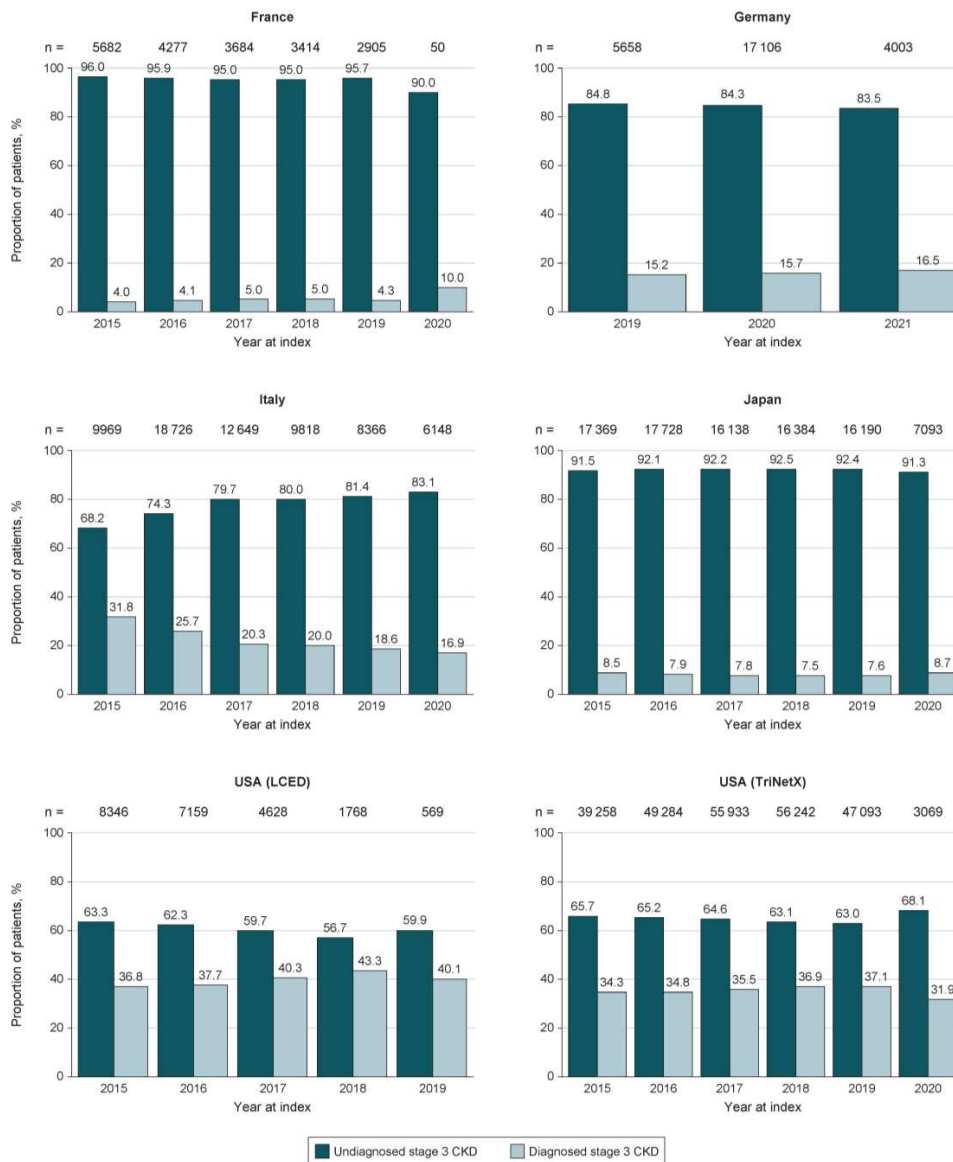 France
n = 5682 4277 3684 3414 2905 50
100
80
60
40
20
0
Proportion of patients, %
96.0 95.9 95.0 95.0 95.7 90.0
4.0 4.1 5.0 5.0 4.3 10.0
2015 2016 2017 2018 2019 2020
Year at index
Germany
n = 5658 17 106 4003
100
80
60
40
20
0
84.8 84.3 83.5
15.2 15.7 16.5
2019 2020 2021
Year at index
Italy
n = 9969 18 726 12 649 9818 8366 6148
100
80
60
40
20
0
Proportion of patients, %
68.2 74.3 79.7 80.0 81.4 83.1
31.8 25.7 20.3 20.0 18.6 16.9
2015 2016 2017 2018 2019 2020
Year at index
Japan
n = 17 369 17 728 16 138 16 384 16 190 7093
100
80
60
40
20
0
91.5 92.1 92.2 92.5 92.4 91.3
8.5 7.9 7.8 7.5 7.6 8.7
2015 2016 2017 2018 2019 2020
Year at index
USA (LCED)
n = 8346 7159 4628 1768 569
100
80
60
40
20
0
Proportion of patients, %
63.3 62.3 59.7 56.7 59.9
36.8 37.7 40.3 43.3 40.1
2015 2016 2017 2018 2019
Year at index
USA (TriNetX)
n = 39 258 49 284 55 933 56 242 47 093 3069
100
80
60
40
20
0
65.7 65.2 64.6 63.1 63.0 68.1
34.3 34.8 35.5 36.9 37.1 31.9
2015 2016 2017 2018 2019 2020
Year at index
Undiagnosed stage 3 CKD Diagnosed stage 3 CKD